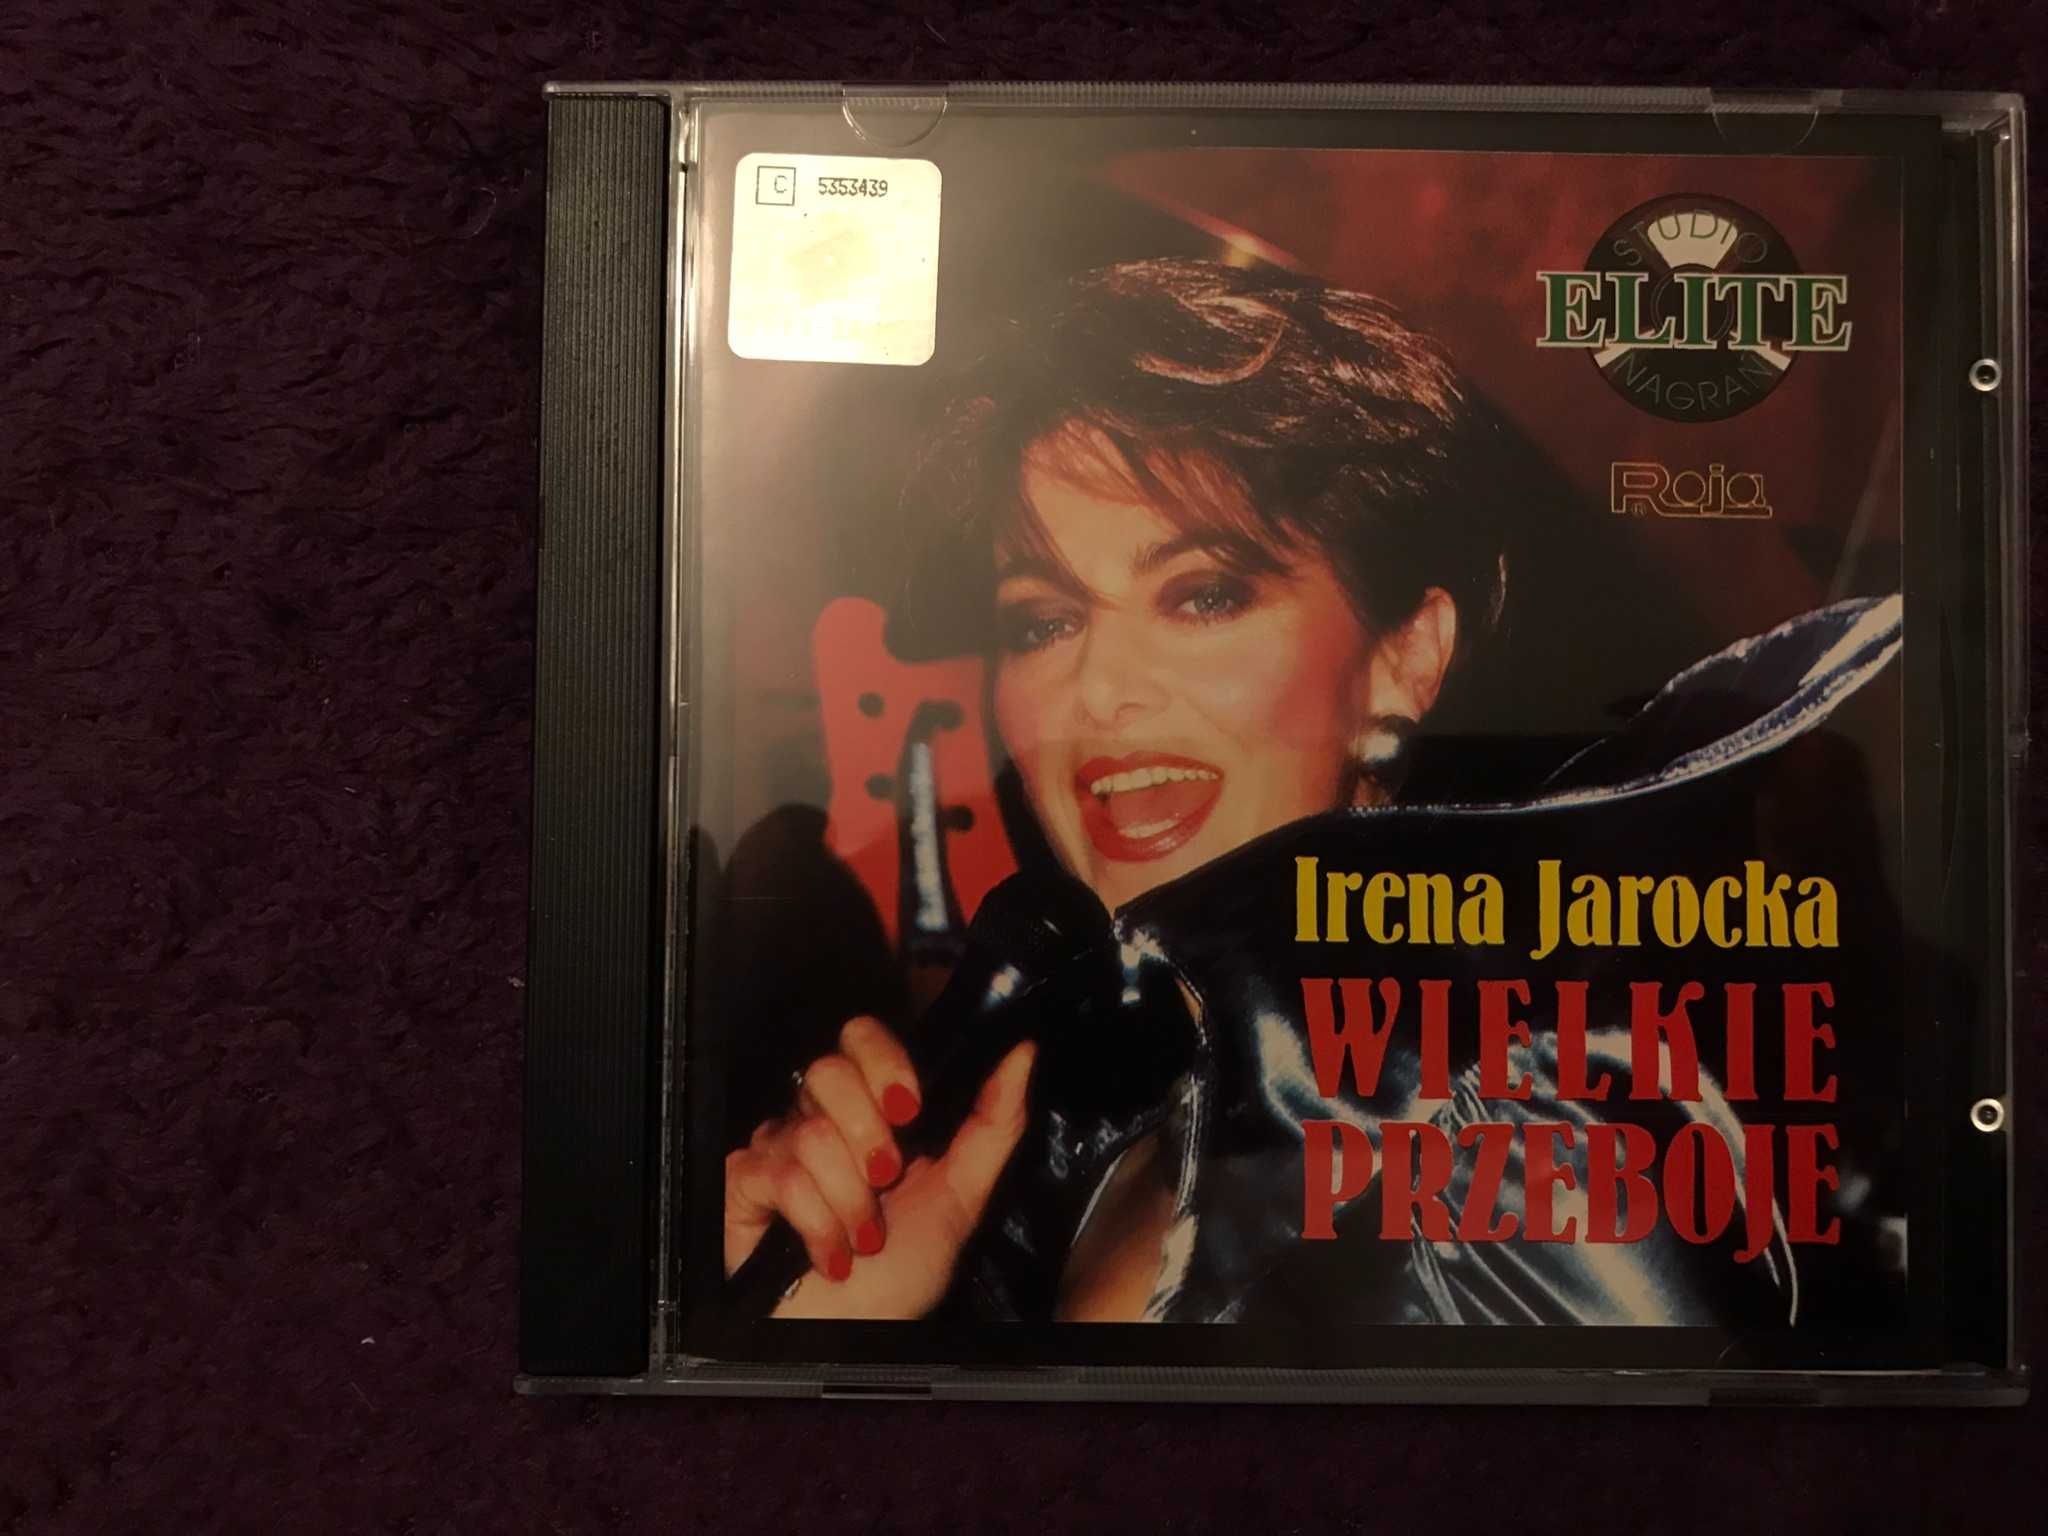 C 5353439
STUDIO
ELITE
NAGRAŃ
Roja
Irena Jarocka
WIELKIE
PRZEBOJE